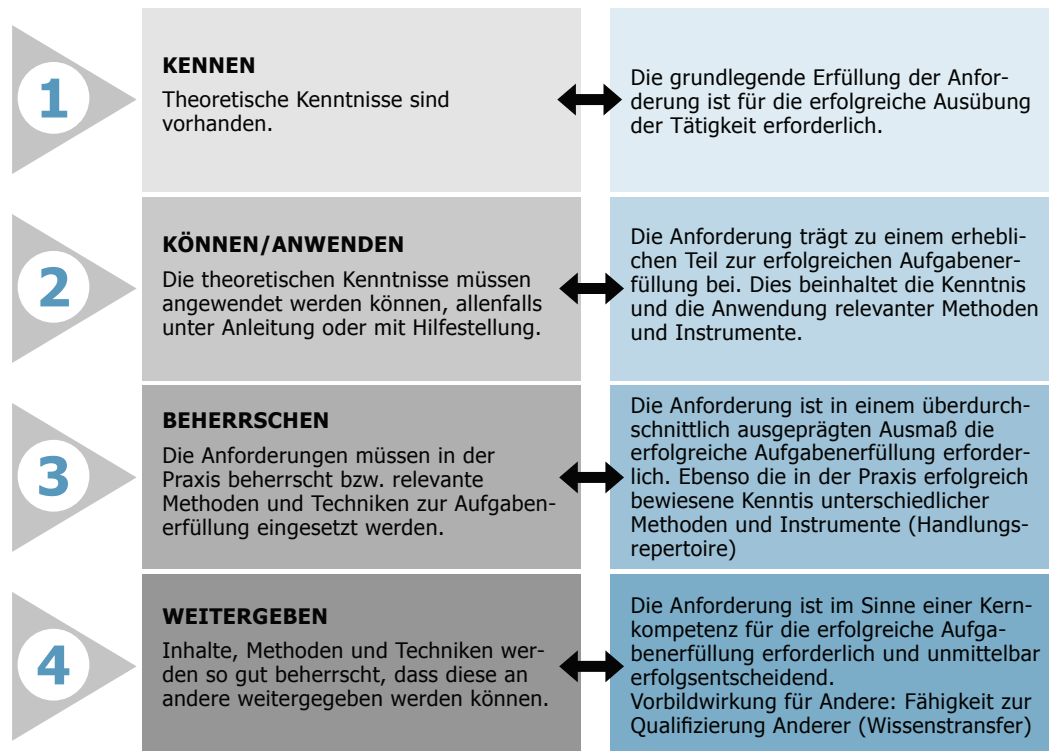 1
KENNEN
Theoretische Kenntnisse sind
vorhanden.
Die grundlegende Erfüllung der Anfor-
derung ist für die erfolgreiche Ausübung
der Tätigkeit erforderlich.
2
KÖNNEN/ANWENDEN
Die theoretischen Kenntnisse müssen
angewendet werden können, allenfalls
unter Anleitung oder mit Hilfestellung.
Die Anforderung trägt zu einem erhebli-
chen Teil zur erfolgreichen Aufgabener-
füllung bei. Dies beinhaltet die Kenntnis
und die Anwendung relevanter Methoden
und Instrumente.
3
BEHERRSCHEN
Die Anforderungen müssen in der
Praxis beherrscht bzw. relevante
Methoden und Techniken zur Aufgaben-
erfüllung eingesetzt werden.
Die Anforderung ist in einem überdurch-
schnittlich ausgeprägten Ausmaß die
erfolgreiche Aufgabenerfüllung erforder-
lich. Ebenso die in der Praxis erfolgreich
bewiesene Kenntis unterschiedlicher
Methoden und Instrumente (Handlungs-
repertoire)
4
WEITERGEBEN
Inhalte, Methoden und Techniken wer-
den so gut beherrscht, dass diese an
andere weitergegeben werden können.
Die Anforderung ist im Sinne einer Kern-
kompetenz für die erfolgreiche Aufga-
benerfüllung erforderlich und unmittelbar
erfolgsentscheidend.
Vorbildwirkung für Andere: Fähigkeit zur
Qualifizierung Anderer (Wissenstransfer)